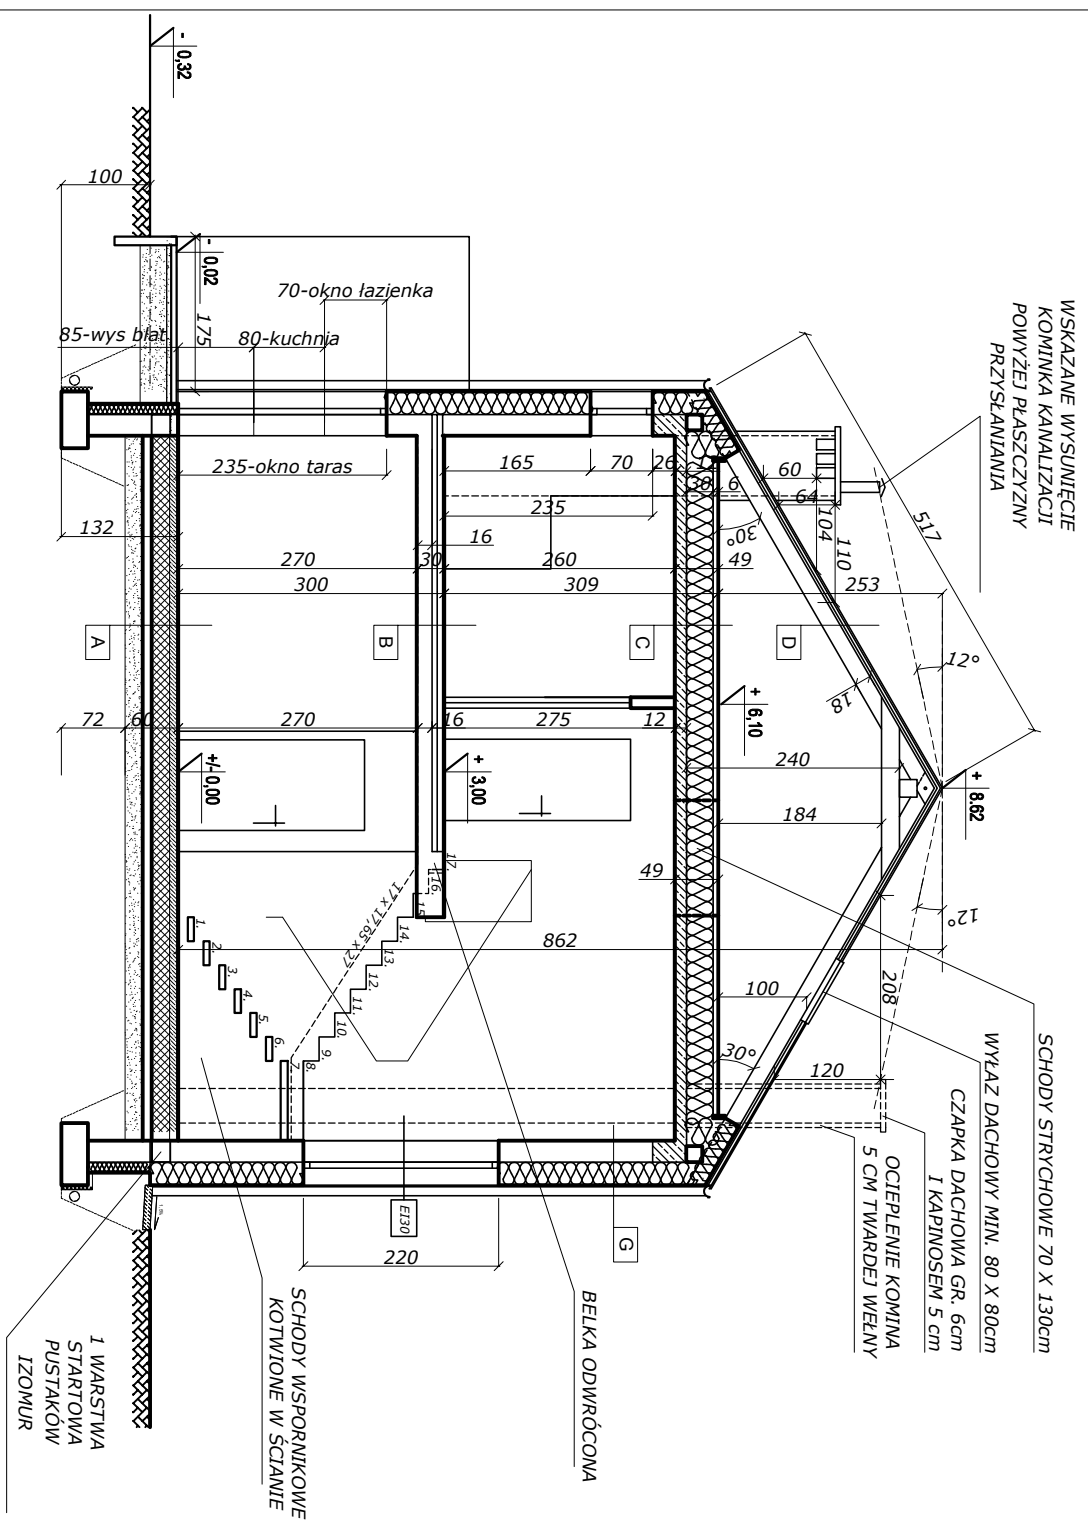 WSKAZANE WYSUNIĘCIE
KOMINKA KANALIZACJI
POWYŻEJ PŁASZCZYZNY
PRZYSŁANIANIA
SCHODY STRYCHOWE 70 X 130cm
WYŁAZ DACHOWY MIN. 80 X 80cm
CZAPKA DACHOWA GR. 6cm
I KAPINOSEM 5 cm
OCIEPLENIE KOMINA
5 CM TWARDEJ WEŁNY
BELKA ODWRÓCONA
SCHODY WSPORNIKOWE
KOTWIONE W ŚCIANIE
1 WARSTWA
STARTOWA
PUSTAKÓW
IZOMUR
- 0,32
- 0,02
+/- 0,00
+ 3,00
+ 6,10
+ 8.62
100
175
70-okno łazienka
85-wys blat
80-kuchnia
235-okno taras
165
70
26
38
6
60
64
104
110
517
235
132
16
270
30
260
49
300
309
253
30°
12°
18
A
B
C
D
72
60
270
16
275
12
240
184
49
862
12°
208
100
30°
120
17 x 17,65 x 27
1.
2.
3.
4.
5.
6.
7.
8.
9.
10.
11.
12.
13.
14.
15.
16.
17.
EI30
G
220